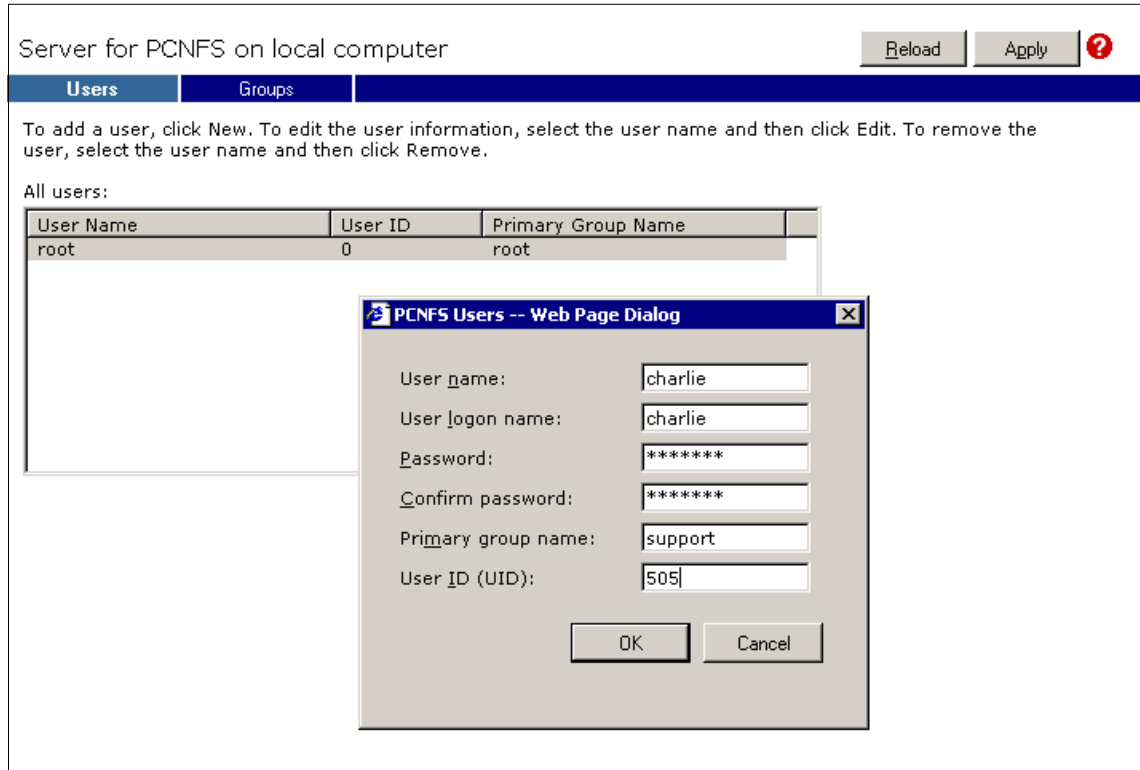 Server for PCNFS on local computer
Reload Apply ?
Users Groups
To add a user, click New. To edit the user information, select the user name and then click Edit. To remove the
user, select the user name and then click Remove.
All users:
User Name User ID Primary Group Name
root 0 root
PCNFS Users -- Web Page Dialog
User name: charlie
User logon name: charlie
Password: *******
Confirm password: *******
Primary group name: support
User ID (UID): 505
OK Cancel